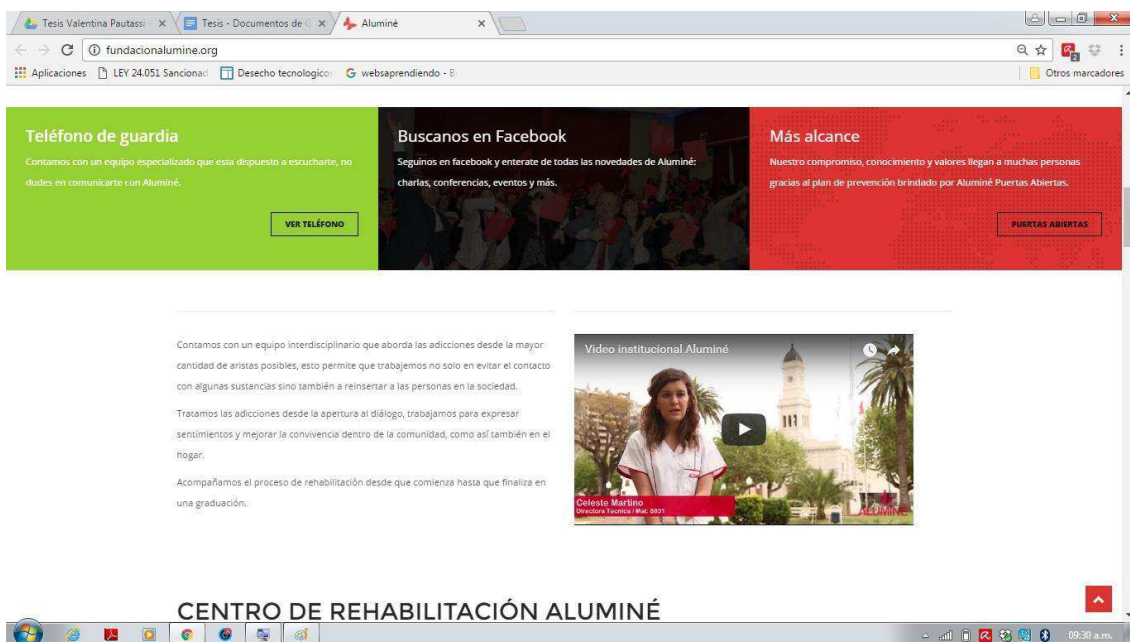 Tesis Valentina Pautassi
Tesis - Documentos de G
Aluminé
fundacionalumine.org
Aplicaciones
LEY 24.051 Sancionad
Desecho tecnologico
websaprendiendo - B
Otros marcadores
Teléfono de guardia
Contamos con un equipo especializado que esta dispuesto a escucharte, no
dudes en comunicarte con Aluminé.
VER TELÉFONO
Buscanos en Facebook
Seguinos en facebook y enterate de todas las novedades de Aluminé:
charlas, conferencias, eventos y más.
Más alcance
Nuestro compromiso, conocimiento y valores llegan a muchas personas
gracias al plan de prevención brindado por Aluminé Puertas Abiertas.
PUERTAS ABIERTAS
Contamos con un equipo interdisciplinario que aborda las adicciones desde la mayor
cantidad de aristas posibles, esto permite que trabajemos no solo en evitar el contacto
con algunas sustancias sino también a reinsertar a las personas en la sociedad.
Tratamos las adicciones desde la apertura al diálogo, trabajamos para expresar
sentimientos y mejorar la convivencia dentro de la comunidad, como así también en el
hogar.
Acompañamos el proceso de rehabilitación desde que comienza hasta que finaliza en
una graduación.
Video institucional Aluminé
Celeste Martino
Directora Técnica / Mat: 5831
ALUMINÉ
CENTRO DE REHABILITACIÓN ALUMINÉ
09:30 a.m.